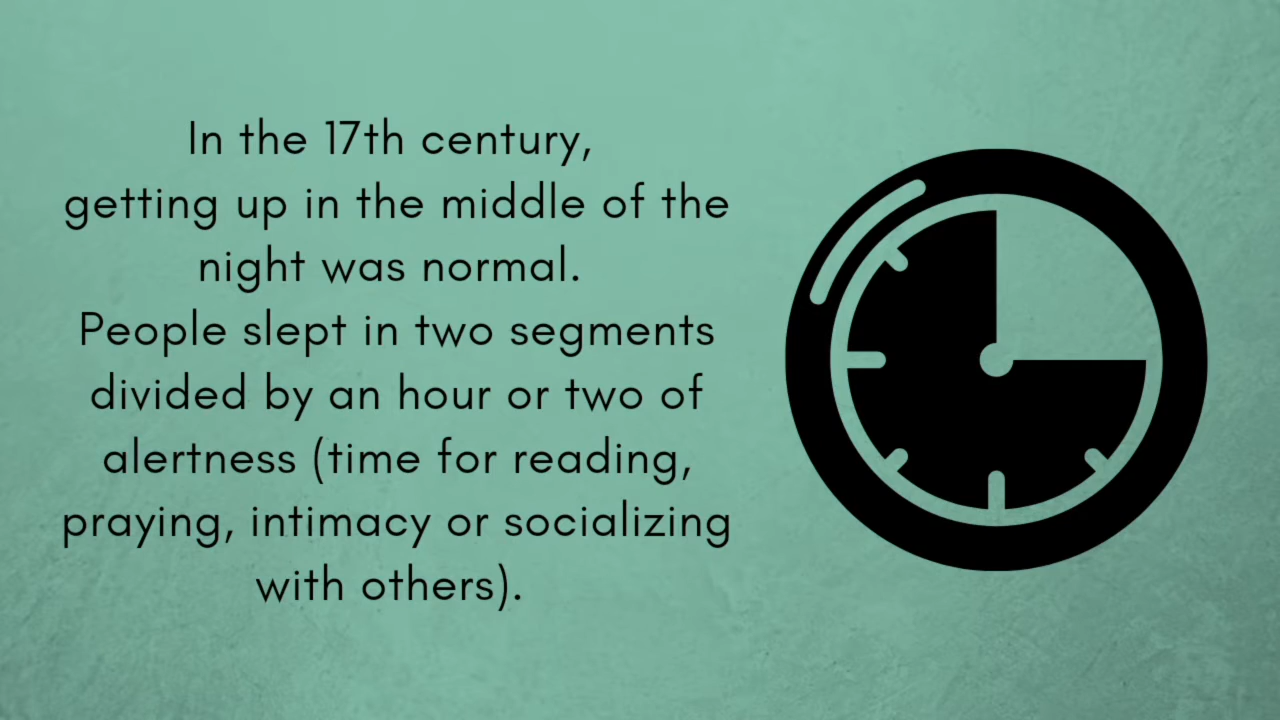 In the 17th century,
getting up in the middle of the
night was normal.
People slept in two segments
divided by an hour or two of
alertness (time for reading,
praying, intimacy or socializing
with others).